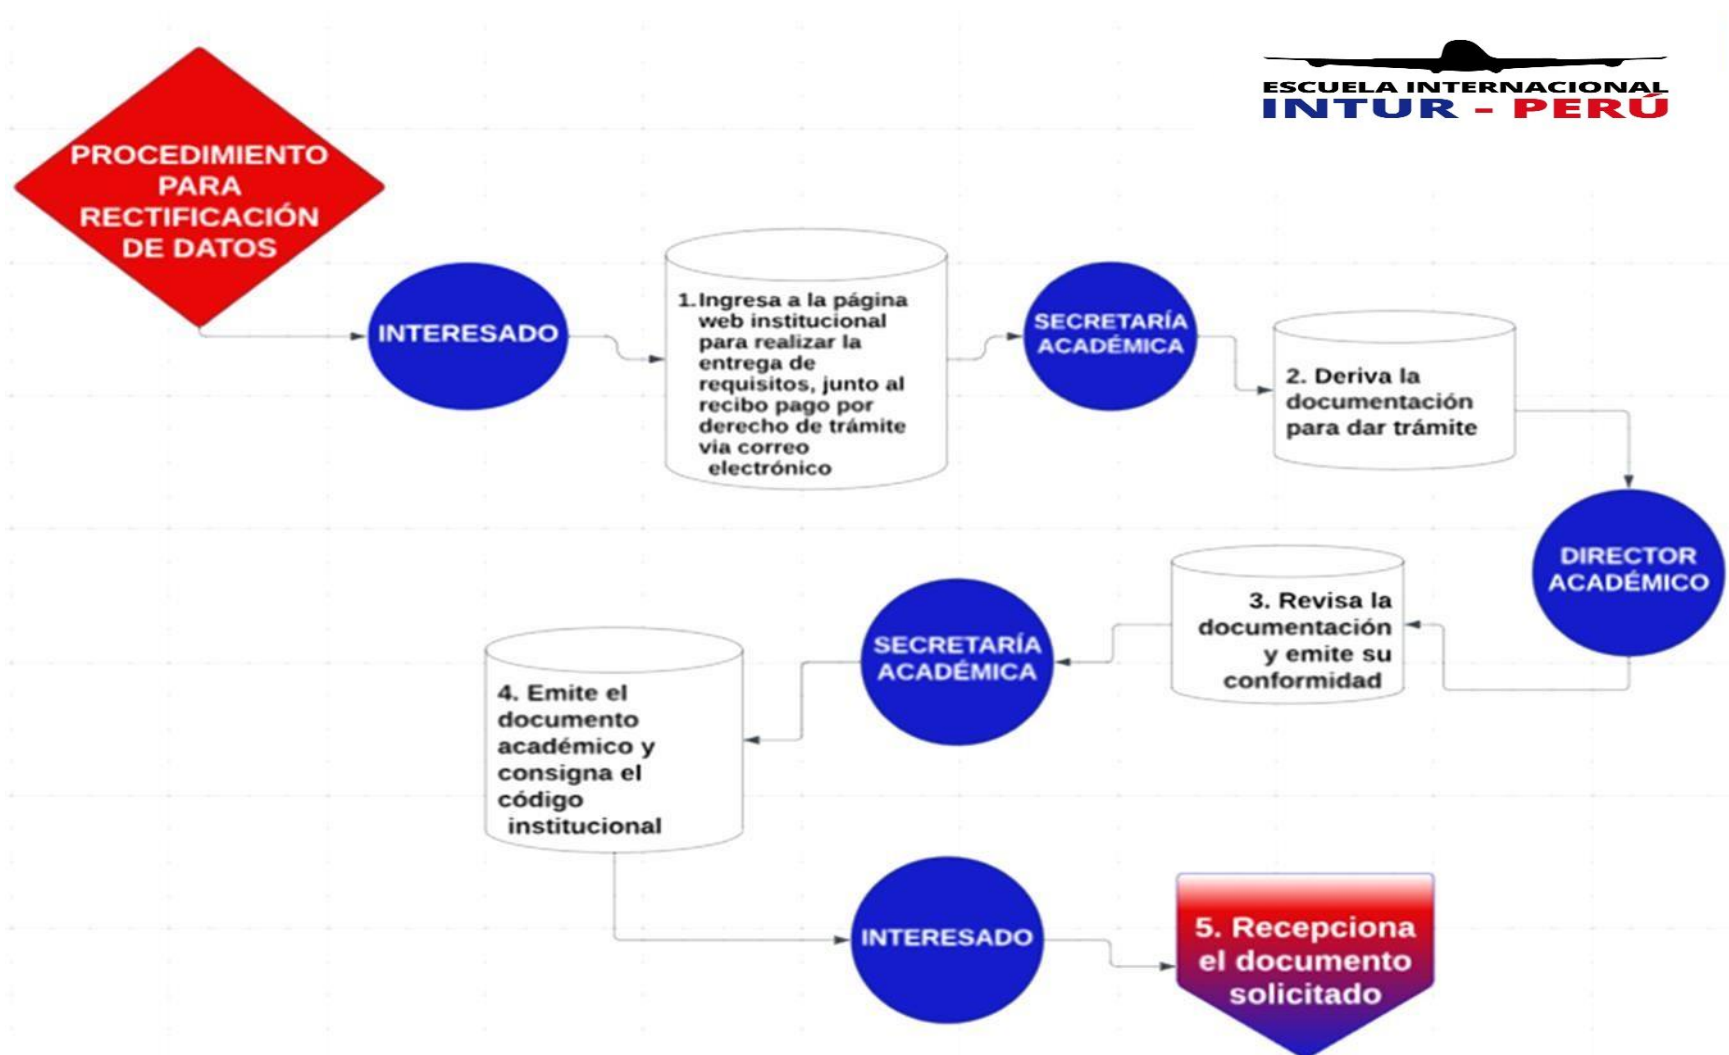 ESCUELA INTERNACIONAL
INTUR - PERÚ
PROCEDIMIENTO
PARA
RECTIFICACIÓN
DE DATOS
INTERESADO
1. Ingresa a la página
web institucional
para realizar la
entrega de
requisitos, junto al
recibo pago por
derecho de trámite
via correo
electrónico
SECRETARÍA
ACADÉMICA
2. Deriva la
documentación
para dar trámite
DIRECTOR
ACADÉMICO
3. Revisa la
documentación
y emite su
conformidad
SECRETARÍA
ACADÉMICA
4. Emite el
documento
académico y
consigna el
código
institucional
INTERESADO
5. Recepciona
el documento
solicitado